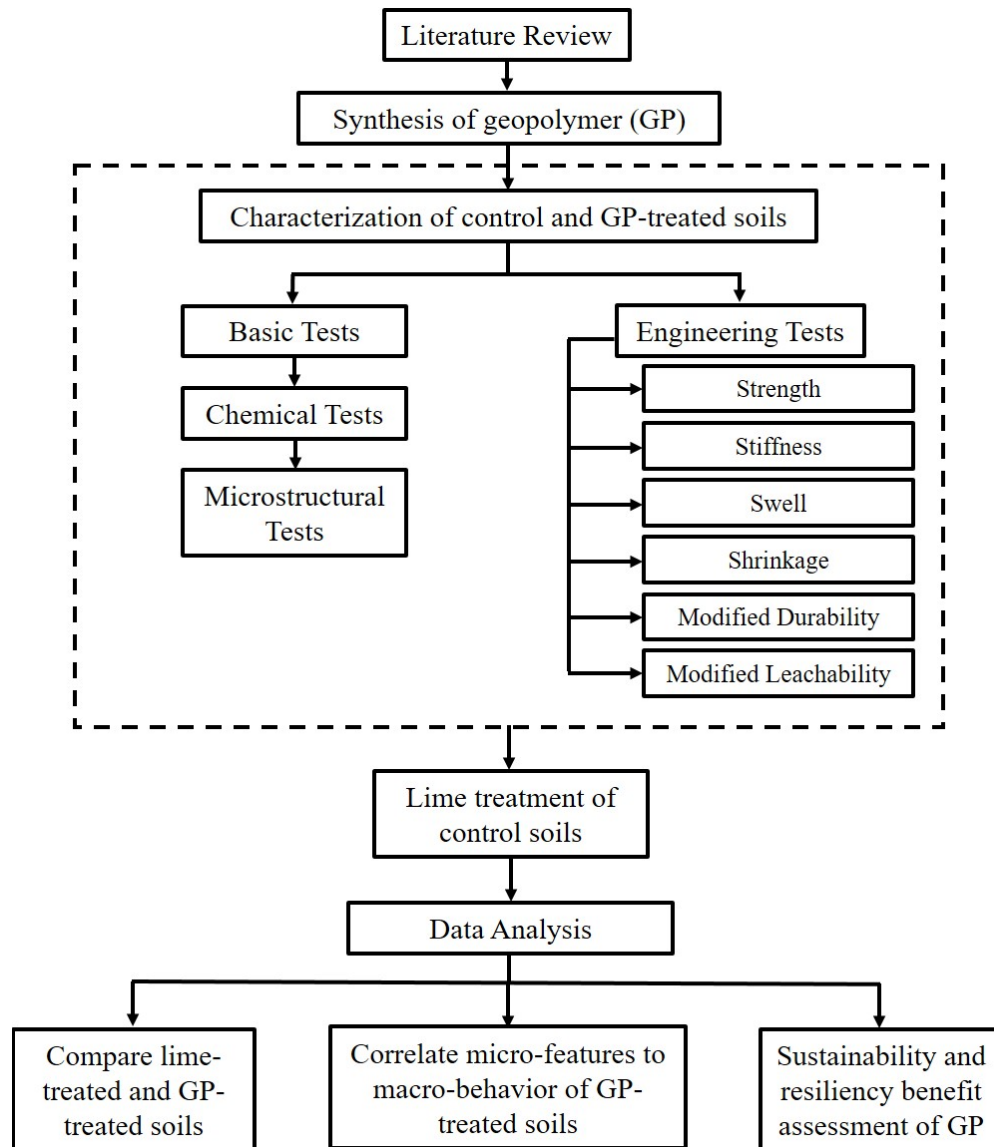 Literature Review
Synthesis of geopolymer (GP)
Characterization of control and GP-treated soils
Basic Tests
Chemical Tests
Microstructural
Tests
Engineering Tests
Strength
Stiffness
Swell
Shrinkage
Modified Durability
Modified Leachability
Lime treatment of
control soils
Data Analysis
Compare lime-
treated and GP-
treated soils
Correlate micro-features to
macro-behavior of GP-
treated soils
Sustainability and
resiliency benefit
assessment of GP